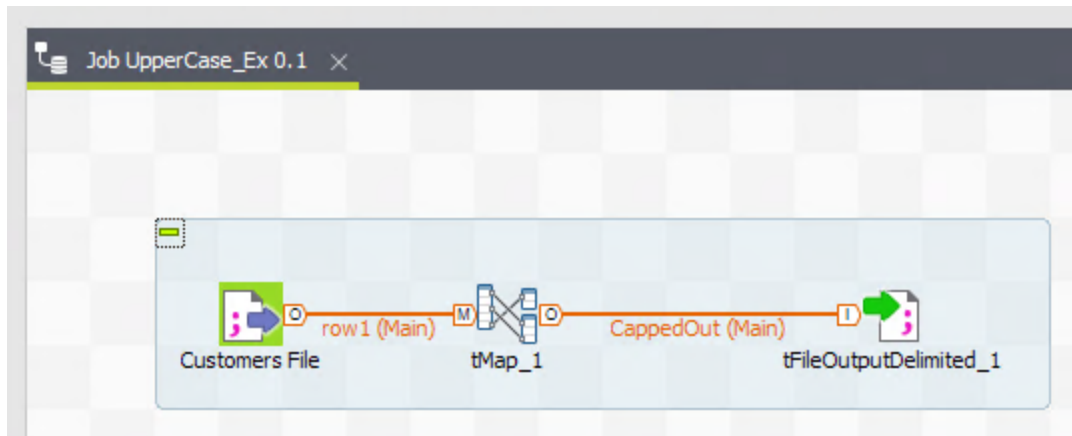 Job UpperCase_Ex 0.1
O
row1 (Main)
M
O
CappedOut (Main)
I
Customers File
tMap_1
tFileOutputDelimited_1